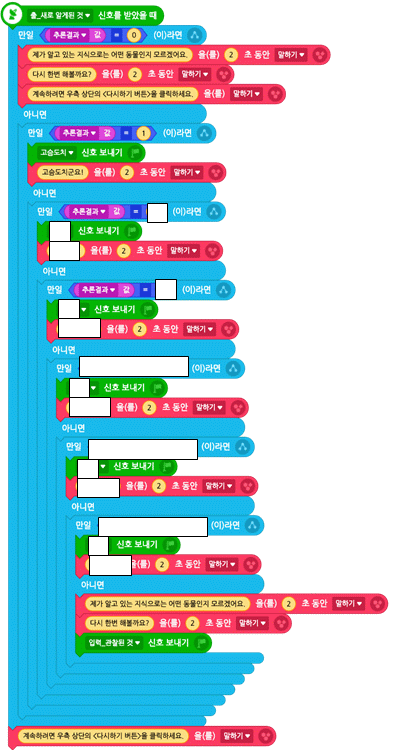 출_새로 알게된 것 신호를 받았을 때
만일 추론결과 값 = 0 (이)라면
제가 알고 있는 지식으로는 어떤 동물인지 모르겠어요. 을(를) 2 초 동안 말하기
다시 한번 해볼까요? 을(를) 2 초 동안 말하기
계속하려면 우측 상단의 <다시하기 버튼>을 클릭하세요. 을(를) 말하기
아니면
만일 추론결과 값 = 1 (이)라면
고슴도치 신호 보내기
고슴도치군요! 을(를) 2 초 동안 말하기
아니면
만일 추론결과 값 = (이)라면
신호 보내기
을(를) 2 초 동안 말하기
아니면
만일 추론결과 값 = (이)라면
신호 보내기
을(를) 2 초 동안 말하기
아니면
만일 (이)라면
신호 보내기
을(를) 2 초 동안 말하기
아니면
만일 (이)라면
신호 보내기
을(를) 2 초 동안 말하기
아니면
만일 (이)라면
신호 보내기
을(를) 2 초 동안 말하기
아니면
제가 알고 있는 지식으로는 어떤 동물인지 모르겠어요. 을(를) 2 초 동안 말하기
다시 한번 해볼까요? 을(를) 2 초 동안 말하기
입력_관찰된 것 신호 보내기
계속하려면 우측 상단의 <다시하기 버튼>을 클릭하세요. 을(를) 말하기